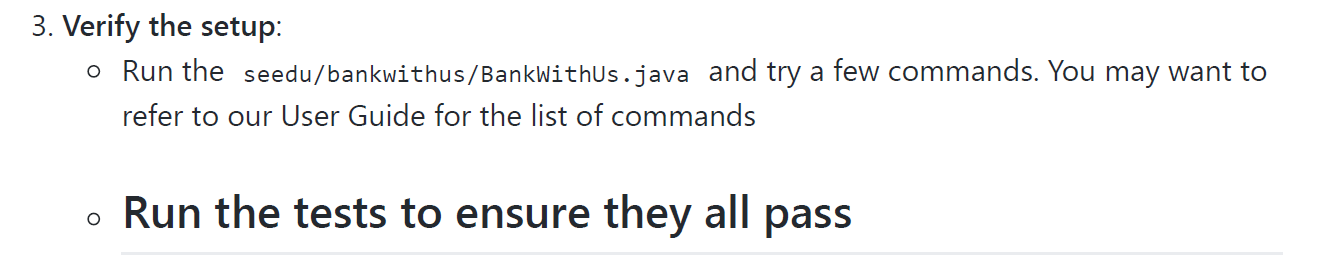 3. Verify the setup:
○ Run the seedu/bankwithus/BankWithUs.java and try a few commands. You may want to
refer to our User Guide for the list of commands
○ Run the tests to ensure they all pass